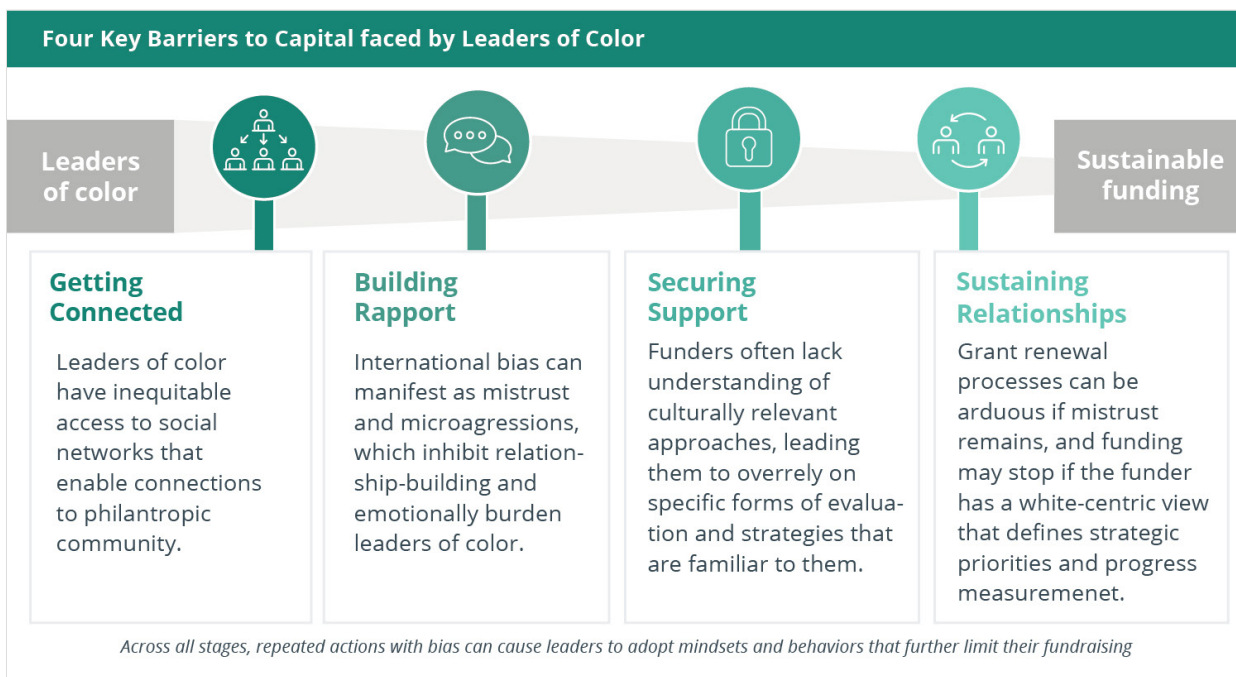 Four Key Barriers to Capital faced by Leaders of Color
Leaders
of color
Sustainable
funding
Getting
Connected
Leaders of color
have inequitable
access to social
networks that
enable connections
to philantropic
community.
Building
Rapport
International bias can
manifest as mistrust
and microagressions,
which inhibit relation-
ship-building and
emotionally burden
leaders of color.
Securing
Support
Funders often lack
understanding of
culturally relevant
approaches, leading
them to overrely on
specific forms of evalua-
tion and strategies that
are familiar to them.
Sustaining
Relationships
Grant renewal
processes can be
arduous if mistrust
remains, and funding
may stop if the funder
has a white-centric view
that defines strategic
priorities and progress
measuremenet.
Across all stages, repeated actions with bias can cause leaders to adopt mindsets and behaviors that further limit their fundraising